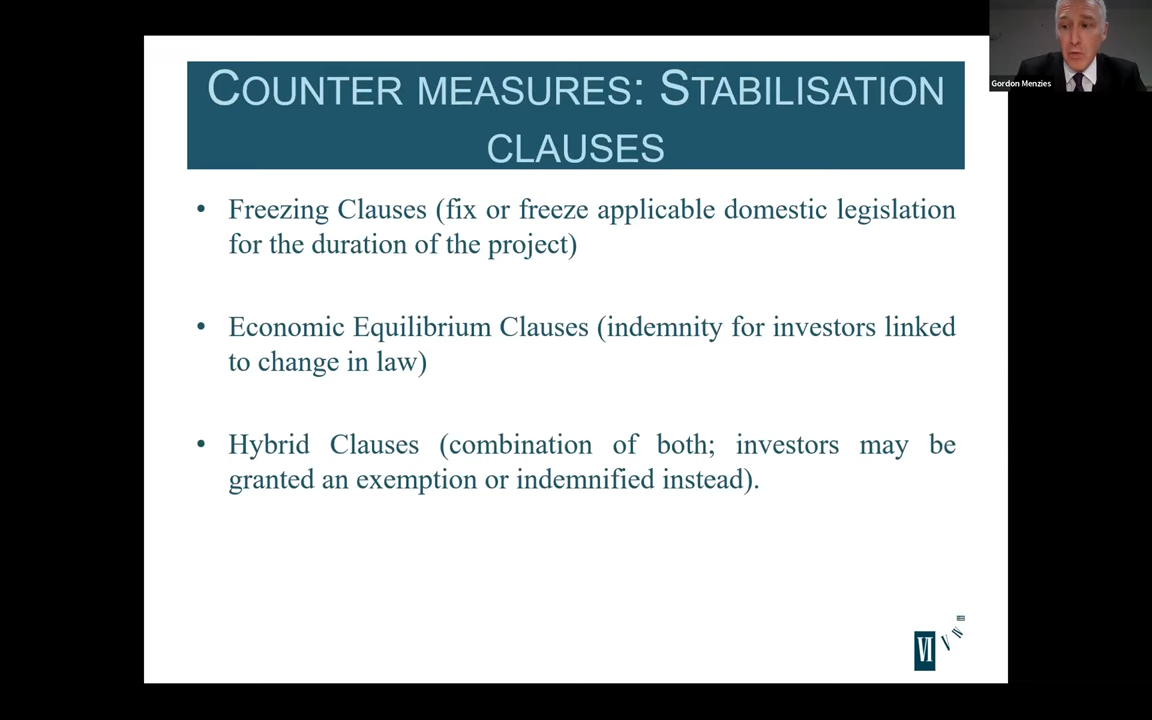 COUNTER MEASURES: STABILISATION
CLAUSES
Gordon Menzies
• Freezing Clauses (fix or freeze applicable domestic legislation
for the duration of the project)
• Economic Equilibrium Clauses (indemnity for investors linked
to change in law)
• Hybrid Clauses (combination of both; investors may be
granted an exemption or indemnified instead).
VI